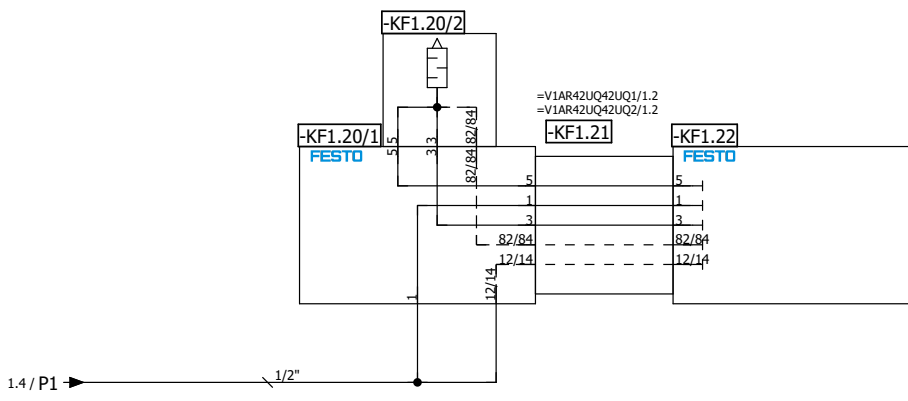 -KF1.20/2
=V1AR42UQ42UQ1/1.2
=V1AR42UQ42UQ2/1.2
-KF1.20/1
5 5
3 3
82/84 82/84
-KF1.21
-KF1.22
FESTO
FESTO
5 5
1 1
3 3
82/84 82/84
12/14 12/14
1
12/14
1.4 / P1
1/2"